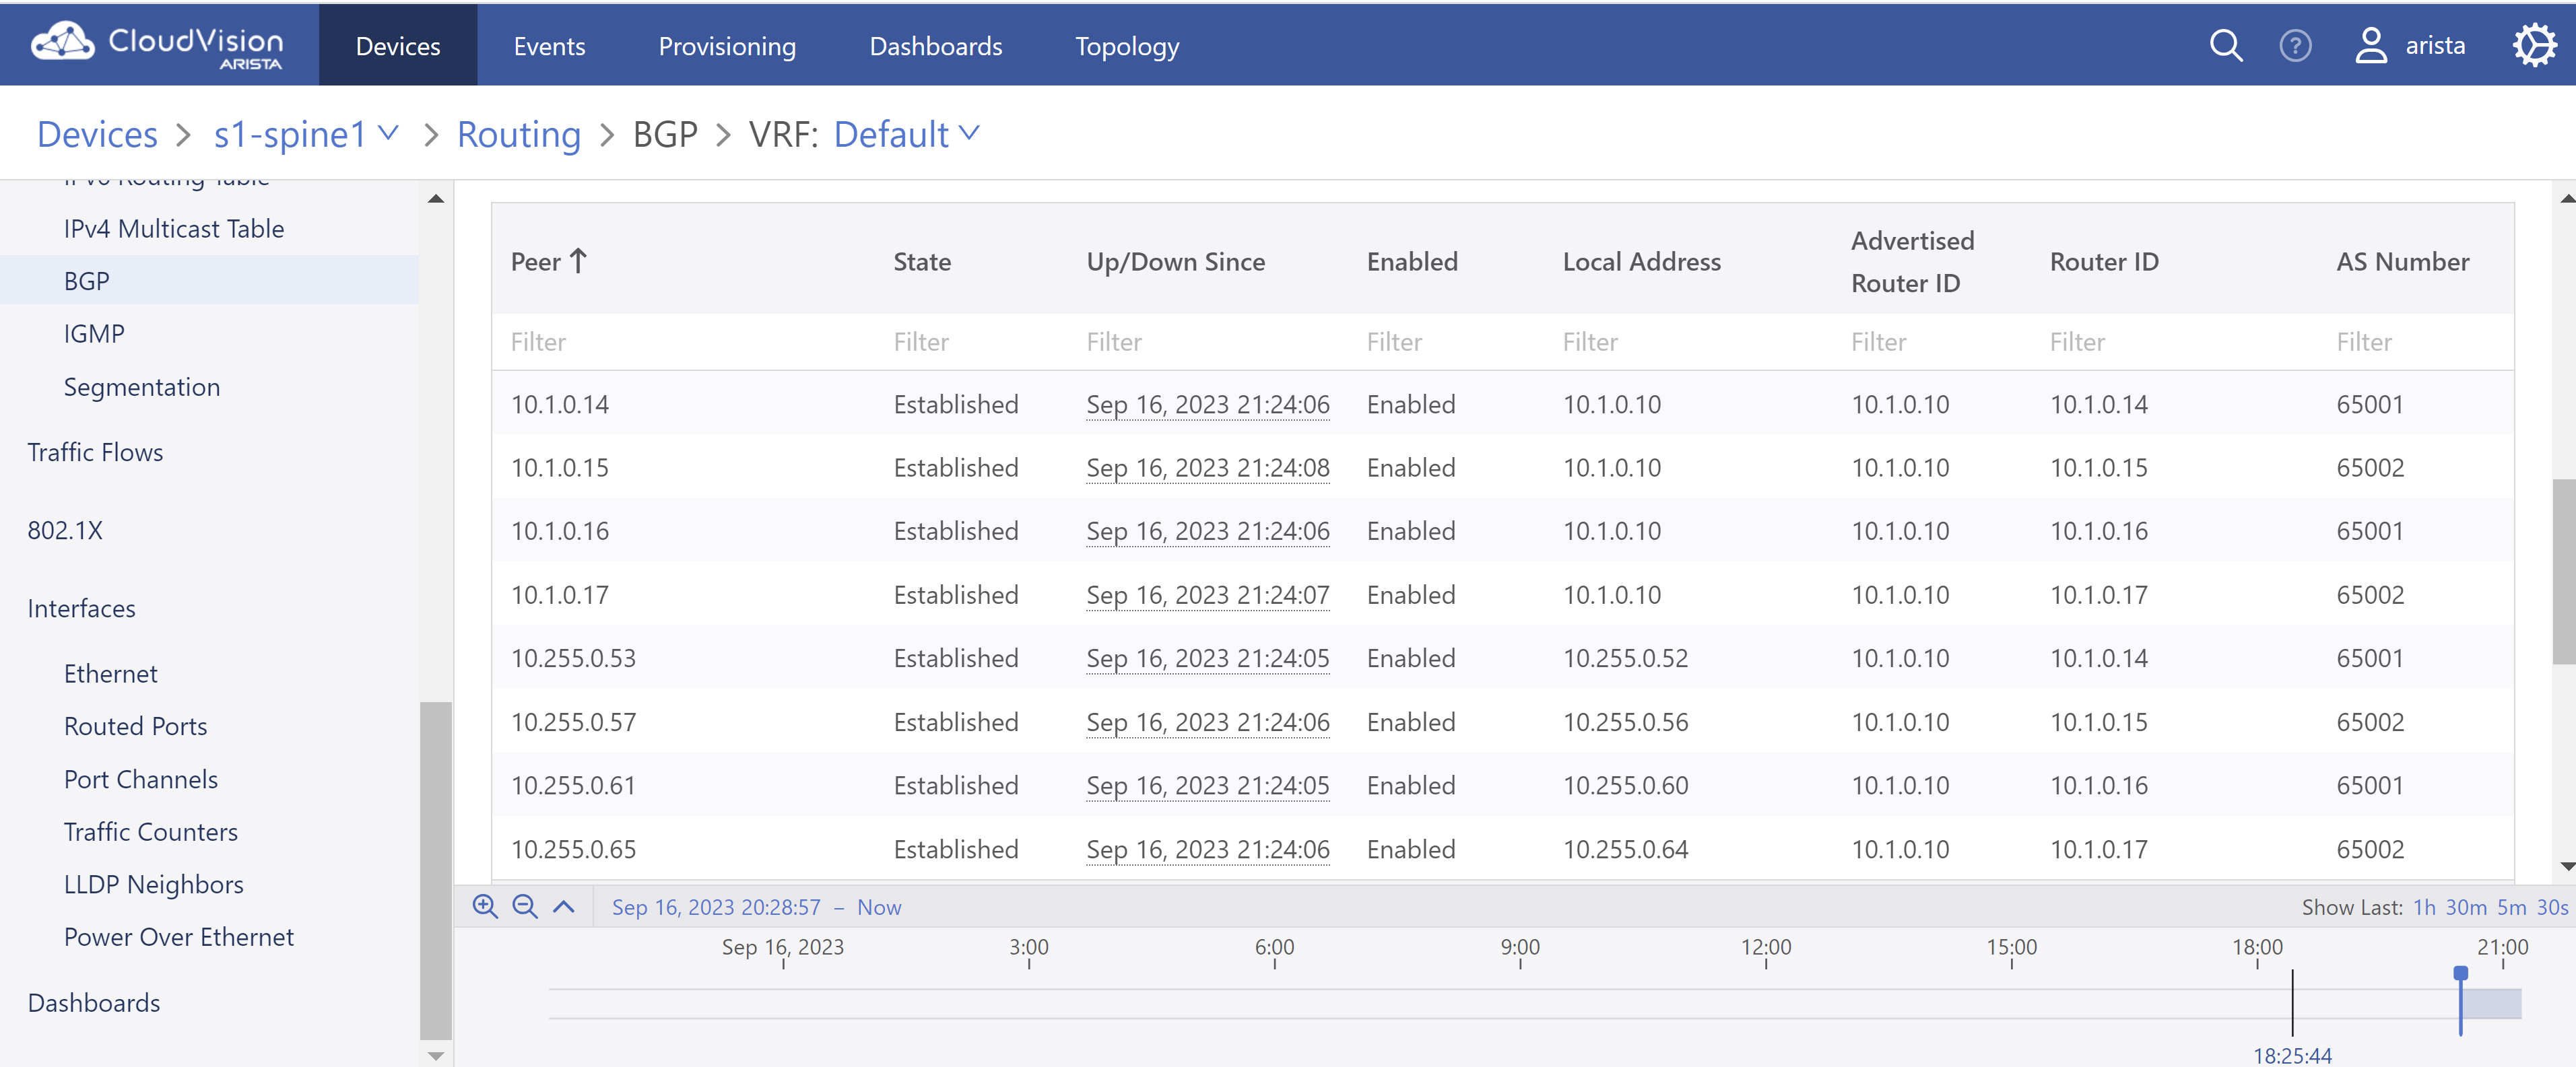 CloudVision
ARISTA
Devices Events Provisioning Dashboards Topology ? arista
Devices > s1-spine1 > Routing > BGP > VRF: Default
IPv6 Routing Table
IPv4 Multicast Table
BGP
IGMP
Segmentation
Traffic Flows
802.1X
Interfaces
Ethernet
Routed Ports
Port Channels
Traffic Counters
LLDP Neighbors
Power Over Ethernet
Dashboards
Peer ↑ State Up/Down Since Enabled Local Address Advertised Router ID Router ID AS Number
Filter Filter Filter Filter Filter Filter Filter Filter
10.1.0.14 Established Sep 16, 2023 21:24:06 Enabled 10.1.0.10 10.1.0.10 10.1.0.14 65001
10.1.0.15 Established Sep 16, 2023 21:24:08 Enabled 10.1.0.10 10.1.0.10 10.1.0.15 65002
10.1.0.16 Established Sep 16, 2023 21:24:06 Enabled 10.1.0.10 10.1.0.10 10.1.0.16 65001
10.1.0.17 Established Sep 16, 2023 21:24:07 Enabled 10.1.0.10 10.1.0.10 10.1.0.17 65002
10.255.0.53 Established Sep 16, 2023 21:24:05 Enabled 10.255.0.52 10.1.0.10 10.1.0.14 65001
10.255.0.57 Established Sep 16, 2023 21:24:06 Enabled 10.255.0.56 10.1.0.10 10.1.0.15 65002
10.255.0.61 Established Sep 16, 2023 21:24:05 Enabled 10.255.0.60 10.1.0.10 10.1.0.16 65001
10.255.0.65 Established Sep 16, 2023 21:24:06 Enabled 10.255.0.64 10.1.0.10 10.1.0.17 65002
Sep 16, 2023 20:28:57 – Now Show Last: 1h 30m 5m 30s
Sep 16, 2023 3:00 6:00 9:00 12:00 15:00 18:00 21:00
18:25:44